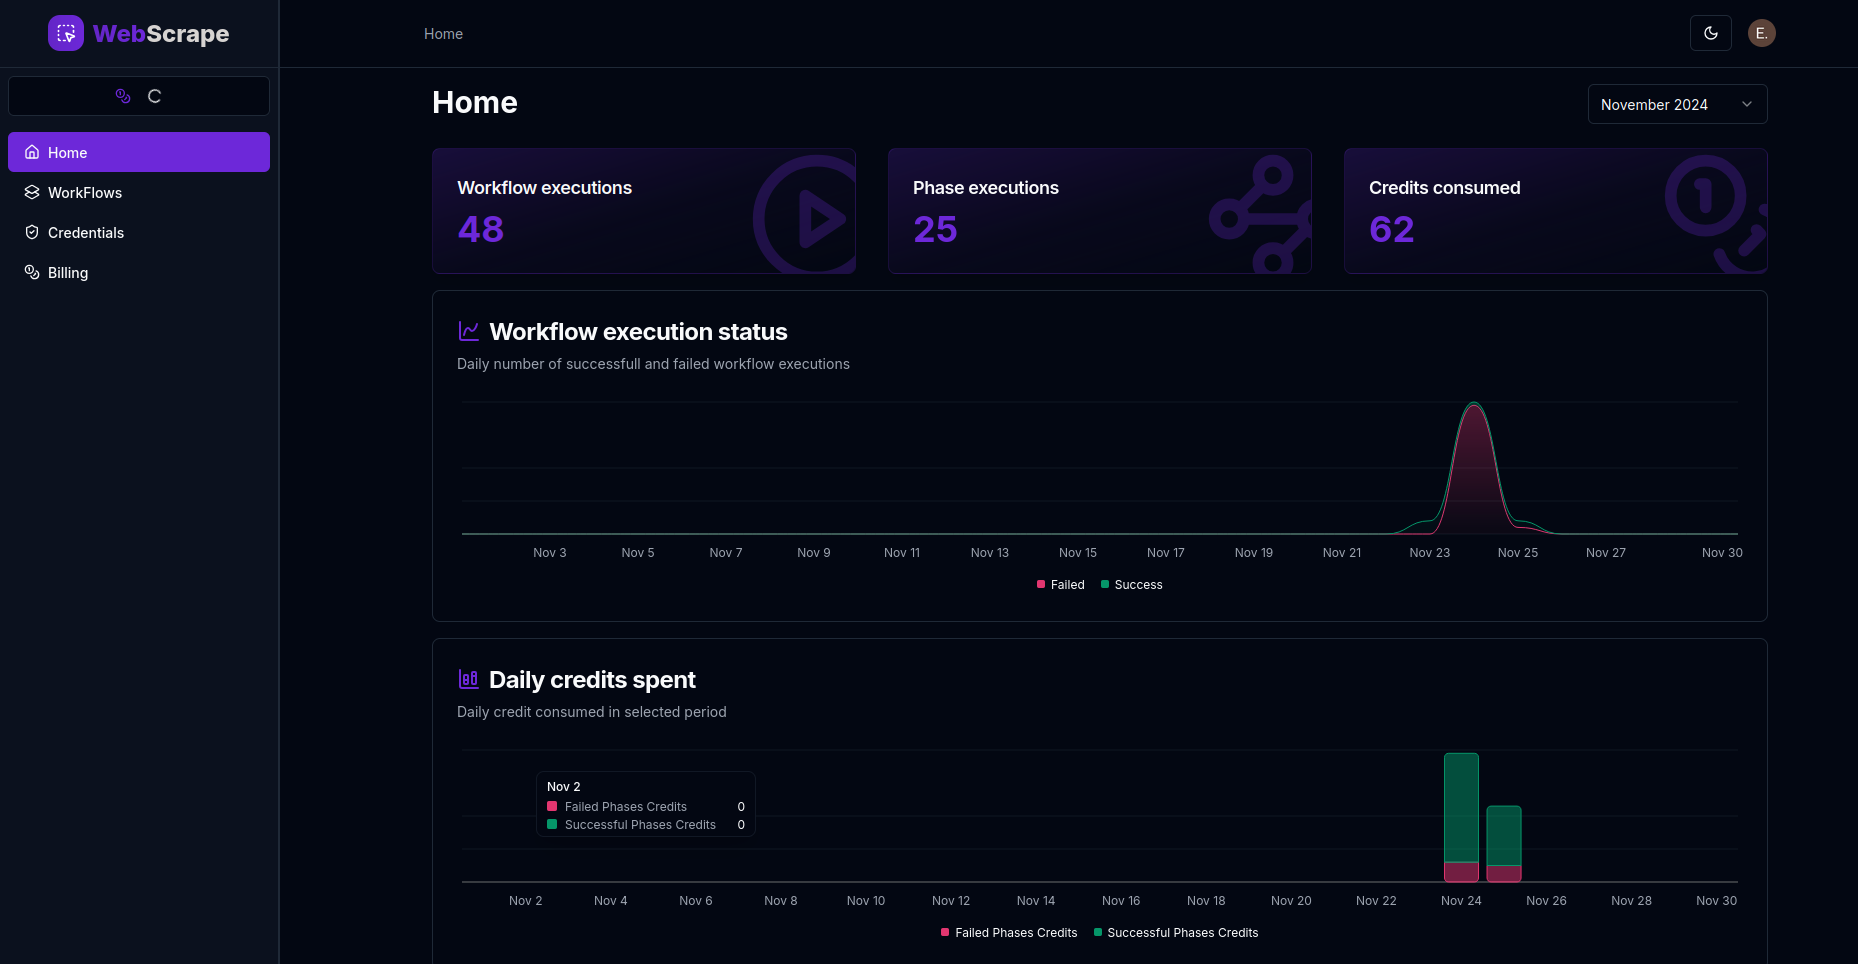 WebScrape
Home
E.
Home
WorkFlows
Credentials
Billing
Home
November 2024
Workflow executions
48
Phase executions
25
Credits consumed
62
Workflow execution status
Daily number of successfull and failed workflow executions
Nov 3 Nov 5 Nov 7 Nov 9 Nov 11 Nov 13 Nov 15 Nov 17 Nov 19 Nov 21 Nov 23 Nov 25 Nov 27 Nov 30
Failed Success
Daily credits spent
Daily credit consumed in selected period
Nov 2
Failed Phases Credits 0
Successful Phases Credits 0
Nov 2 Nov 4 Nov 6 Nov 8 Nov 10 Nov 12 Nov 14 Nov 16 Nov 18 Nov 20 Nov 22 Nov 24 Nov 26 Nov 28 Nov 30
Failed Phases Credits Successful Phases Credits